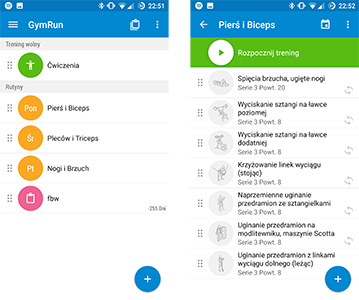 22:51
GymRun
Trening wolny
Ćwiczenia
Rutyny
Pon
Pierś i Biceps
Śr
Pleców i Triceps
Pt
Nogi i Brzuch
fbw
-255 Dni
+
22:52
Pierś i Biceps
Rozpocznij trening
Spięcia brzucha, ugięte nogi
Serie 3 Powt. 20
Wyciskanie sztangi na ławce
poziomej
Serie 3 Powt. 8
Wyciskanie sztangi na ławce
dodatniej
Serie 3 Powt. 8
Krzyżowanie linek wyciągu
(stojąc)
Serie 3 Powt. 8
Naprzemienne uginanie
przedramion ze sztangielkami
Serie 3 Powt. 8
Uginanie przedramion na
modlitewniku, maszynie Scotta
Serie 3 Powt. 8
Uginanie przedramion z linkami
wyciągu dolnego (leżąc)
Serie 3 Powt. 8
+